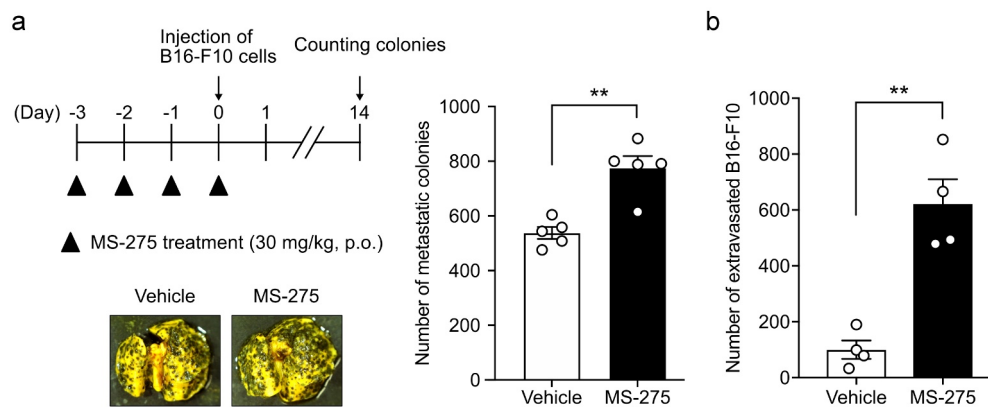 a
Injection of
B16-F10 cells
Counting colonies
(Day) -3 -2 -1 0 1 14
MS-275 treatment (30 mg/kg, p.o.)
Vehicle MS-275
Number of metastatic colonies
1000
800
600
400
200
0
**
Vehicle MS-275
b
Number of extravasated B16-F10
1000
800
600
400
200
0
**
Vehicle MS-275